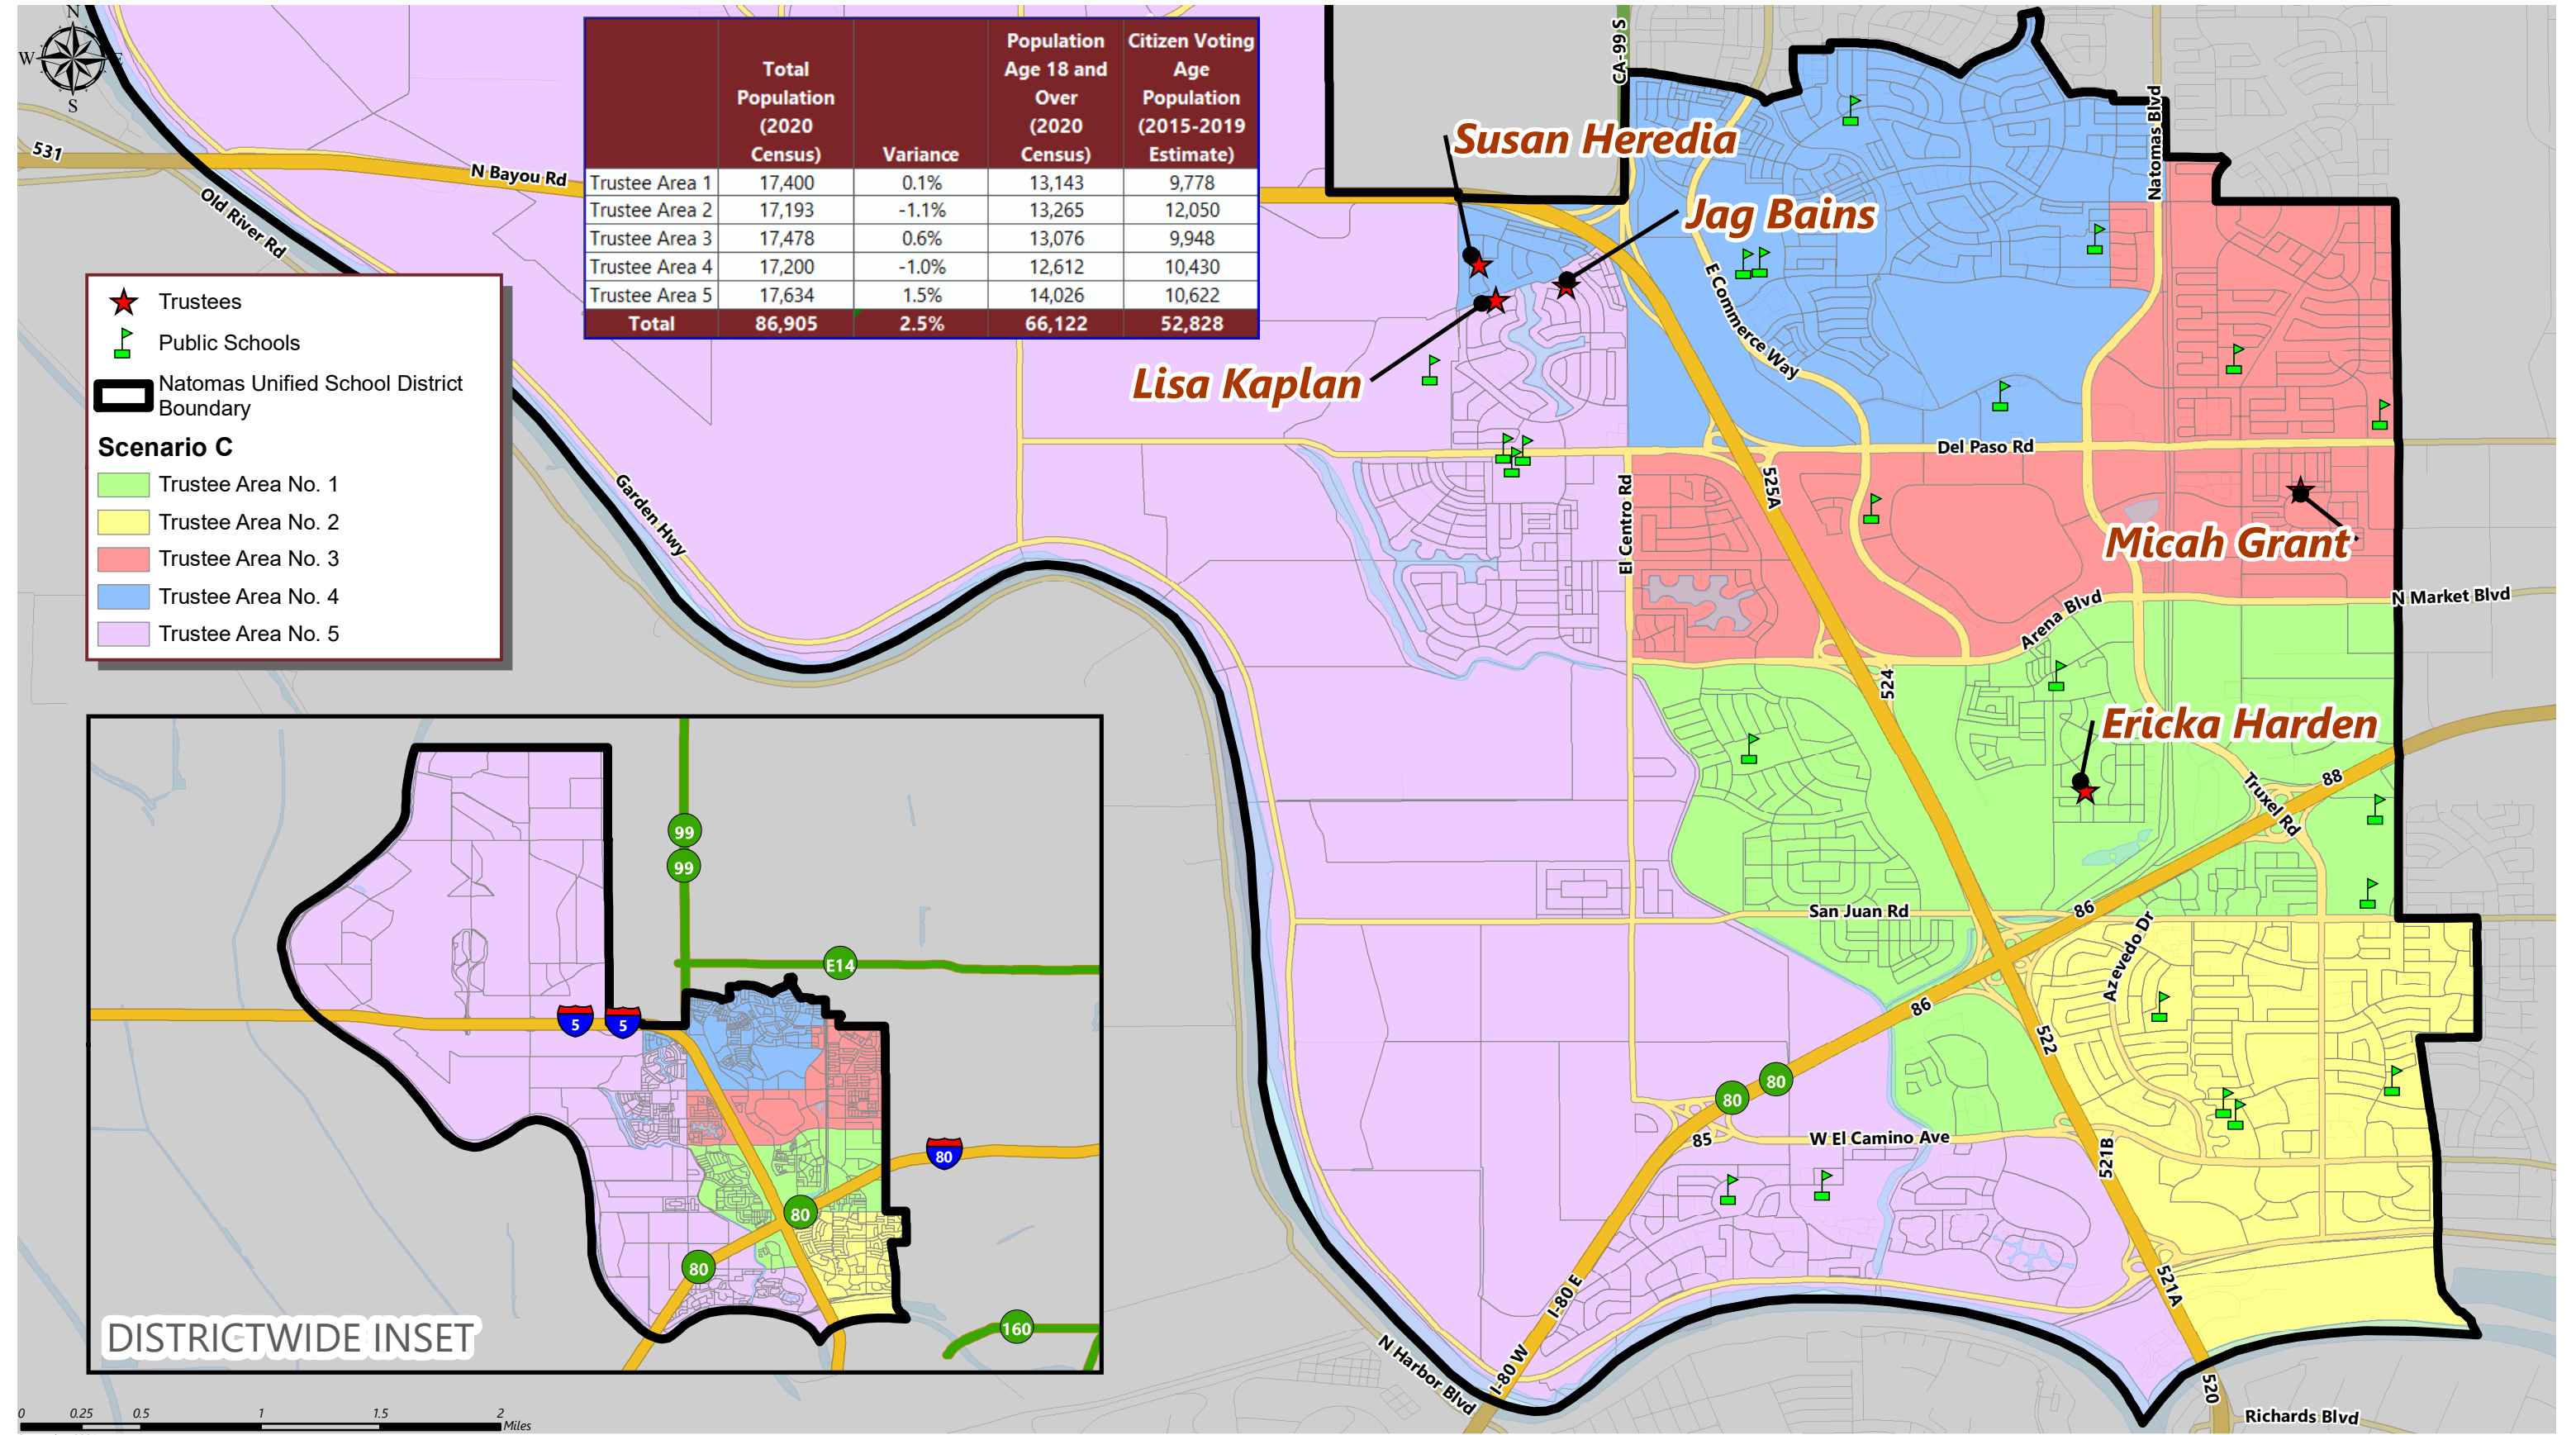 N
W
E
S
531
N Bayou Rd
Old River Rd
Total Population (2020 Census)
Variance
Population Age 18 and Over (2020 Census)
Citizen Voting Age Population (2015-2019 Estimate)
Trustee Area 1 17,400 0.1% 13,143 9,778
Trustee Area 2 17,193 -1.1% 13,265 12,050
Trustee Area 3 17,478 0.6% 13,076 9,948
Trustee Area 4 17,200 -1.0% 12,612 10,430
Trustee Area 5 17,634 1.5% 14,026 10,622
Total 86,905 2.5% 66,122 52,828
CA-99 S
Susan Heredia
Jag Bains
Lisa Kaplan
Natomas Blvd
E Commerce Way
Trustees
Public Schools
Natomas Unified School District
Boundary
Scenario C
Trustee Area No. 1
Trustee Area No. 2
Trustee Area No. 3
Trustee Area No. 4
Trustee Area No. 5
Garden Hwy
Del Paso Rd
525A
El Centro Rd
Micah Grant
N Market Blvd
Arena Blvd
524
Ericka Harden
Truxel Rd
88
San Juan Rd
86
Azevedo Dr
86
522
80
80
85
W El Camino Ave
521B
I-80 E
521A
I-80 W
N Harbor Blvd
520
Richards Blvd
99
99
E14
5
5
80
80
80
160
DISTRICTWIDE INSET
0 0.25 0.5 1 1.5 2
Miles